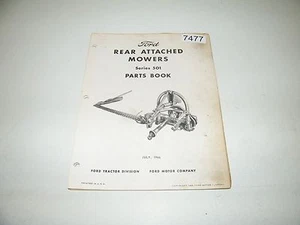 7477
Ford
REAR ATTACHED
MOWERS
Series 501
PARTS BOOK
FORD TRACTOR DIVISION FORD MOTOR COMPANY